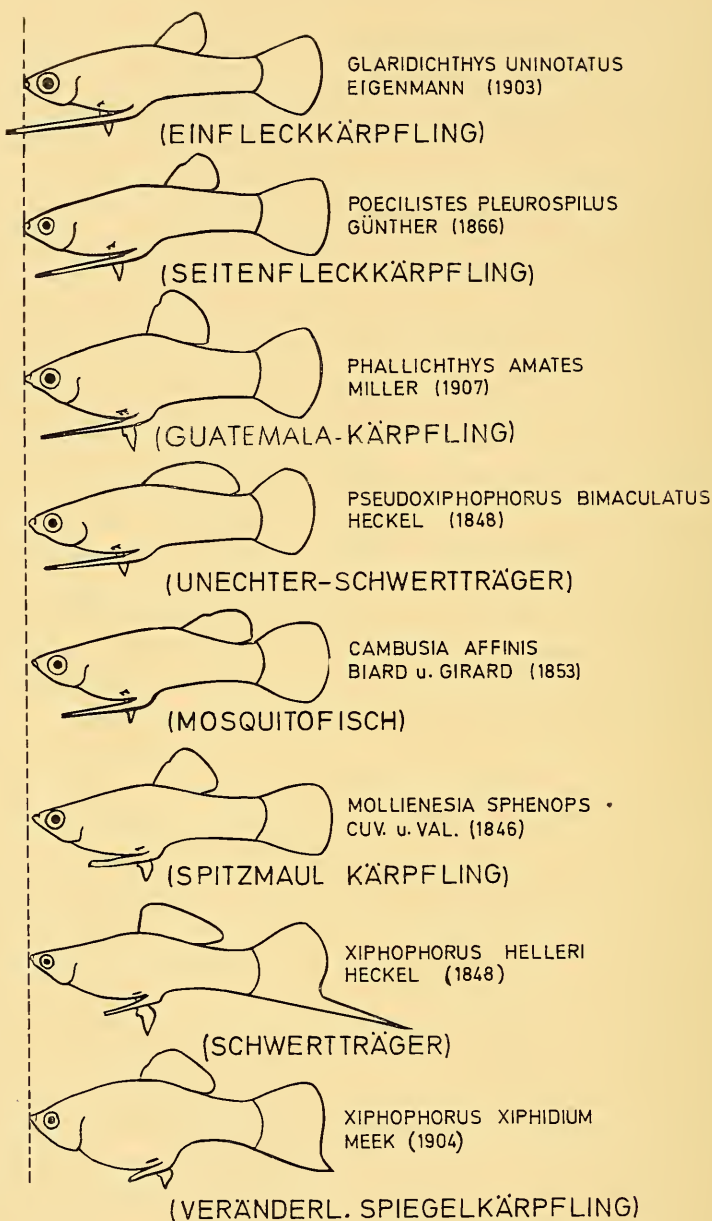 GLARIDICHTHYS UNINOTATUS
EIGENMANN (1903)
(EINFLECKKÄRPFLING)
POECILISTES PLEUROSPILUS
GÜNTHER (1866)
(SEITENFLECKKÄRPFLING)
PHALLICHTHYS AMATES
MILLER (1907)
(GUATEMALA-KÄRPFLING)
PSEUDOXIPHOPHORUS BIMACULATUS
HECKEL (1848)
(UNECHTER-SCHWERTTRÄGER)
CAMBUSIA AFFINIS
BIARD u. GIRARD (1853)
(MOSQUITOFISCH)
MOLLIENESIA SPHENOPS
CUV. u. VAL. (1846)
(SPITZMAUL KÄRPFLING)
XIPHOPHORUS HELLERI
HECKEL (1848)
(SCHWERTTRÄGER)
XIPHOPHORUS XIPHIDIUM
MEEK (1904)
(VERÄNDERL. SPIEGELKÄRPFLING)